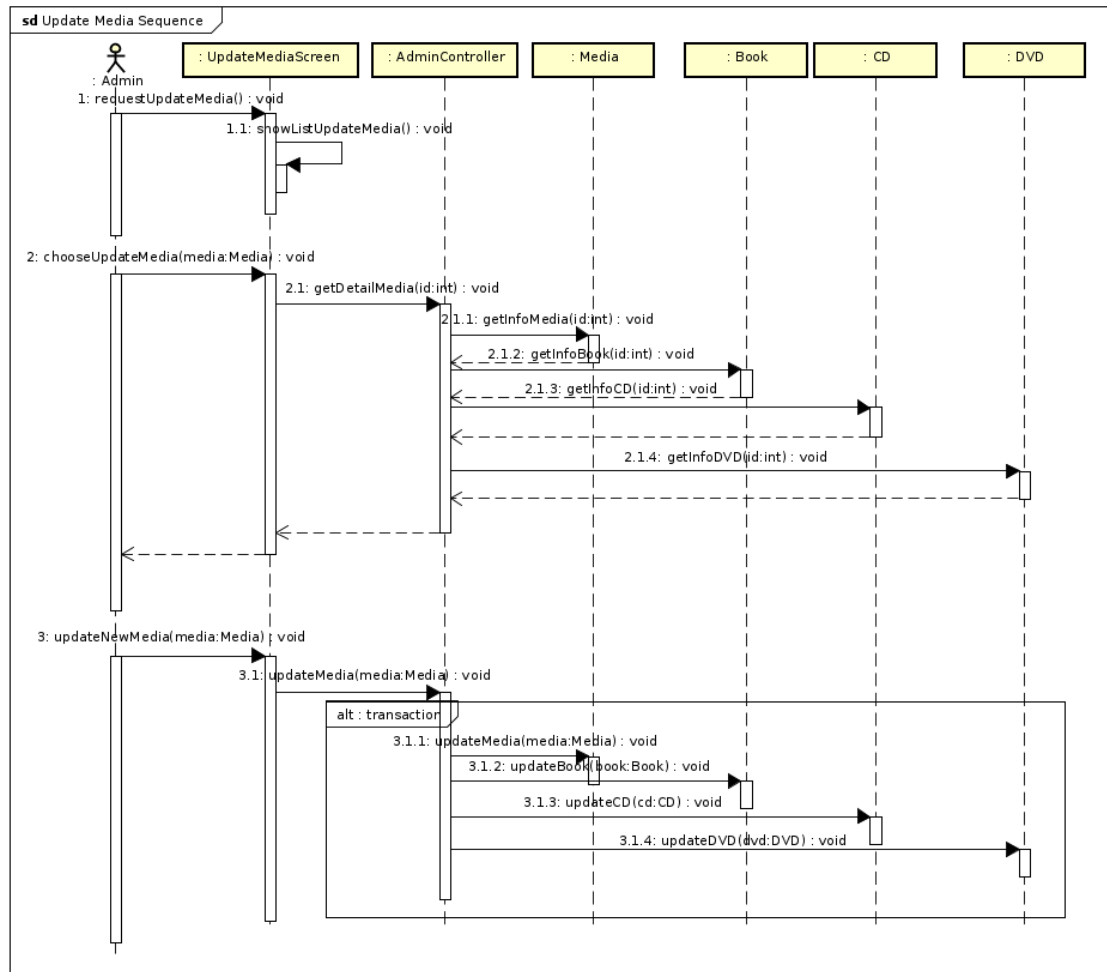 sd Update Media Sequence
: Admin
: UpdateMediaScreen
: AdminController
: Media
: Book
: CD
: DVD
1: requestUpdateMedia() : void
1.1: showListUpdateMedia() : void
2: chooseUpdateMedia(media:Media) : void
2.1: getDetailMedia(id:int) : void
2.1.1: getInfoMedia(id:int) : void
2.1.2: getInfoBook(id:int) : void
2.1.3: getInfoCD(id:int) : void
2.1.4: getInfoDVD(id:int) : void
3: updateNewMedia(media:Media) : void
3.1: updateMedia(media:Media) : void
alt : transaction
3.1.1: updateMedia(media:Media) : void
3.1.2: updateBook(book:Book) : void
3.1.3: updateCD(cd:CD) : void
3.1.4: updateDVD(dvd:DVD) : void